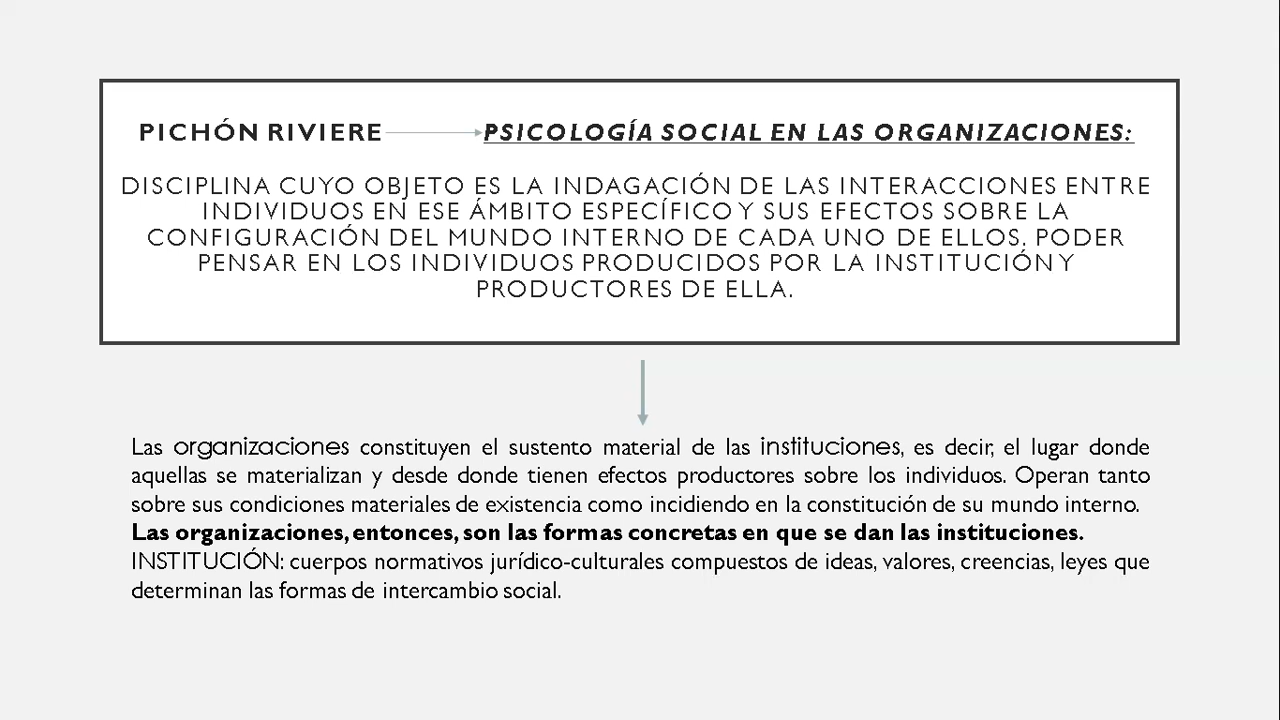 PICHÓN RIVIERE PSICOLOGÍA SOCIAL EN LAS ORGANIZACIONES:
DISCIPLINA CUYO OBJETO ES LA INDAGACIÓN DE LAS INTERACCIONES ENTRE
INDIVIDUOS EN ESE ÁMBITO ESPECÍFICO Y SUS EFECTOS SOBRE LA
CONFIGURACIÓN DEL MUNDO INTERNO DE CADA UNO DE ELLOS. PODER
PENSAR EN LOS INDIVIDUOS PRODUCIDOS POR LA INSTITUCIÓN Y
PRODUCTORES DE ELLA.
Las organizaciones constituyen el sustento material de las instituciones, es decir, el lugar donde
aquellas se materializan y desde donde tienen efectos productores sobre los individuos. Operan tanto
sobre sus condiciones materiales de existencia como incidiendo en la constitución de su mundo interno.
Las organizaciones, entonces, son las formas concretas en que se dan las instituciones.
INSTITUCIÓN: cuerpos normativos jurídico-culturales compuestos de ideas, valores, creencias, leyes que
determinan las formas de intercambio social.